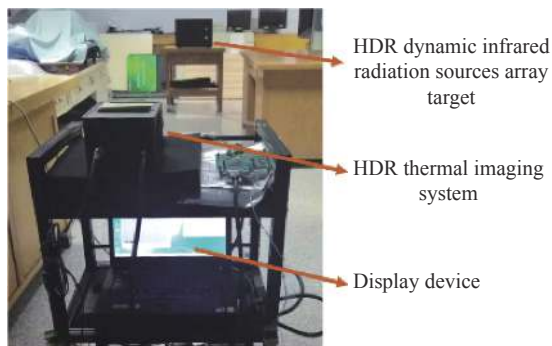 HDR dynamic infrared
radiation sources array
target
HDR thermal imaging
system
Display device